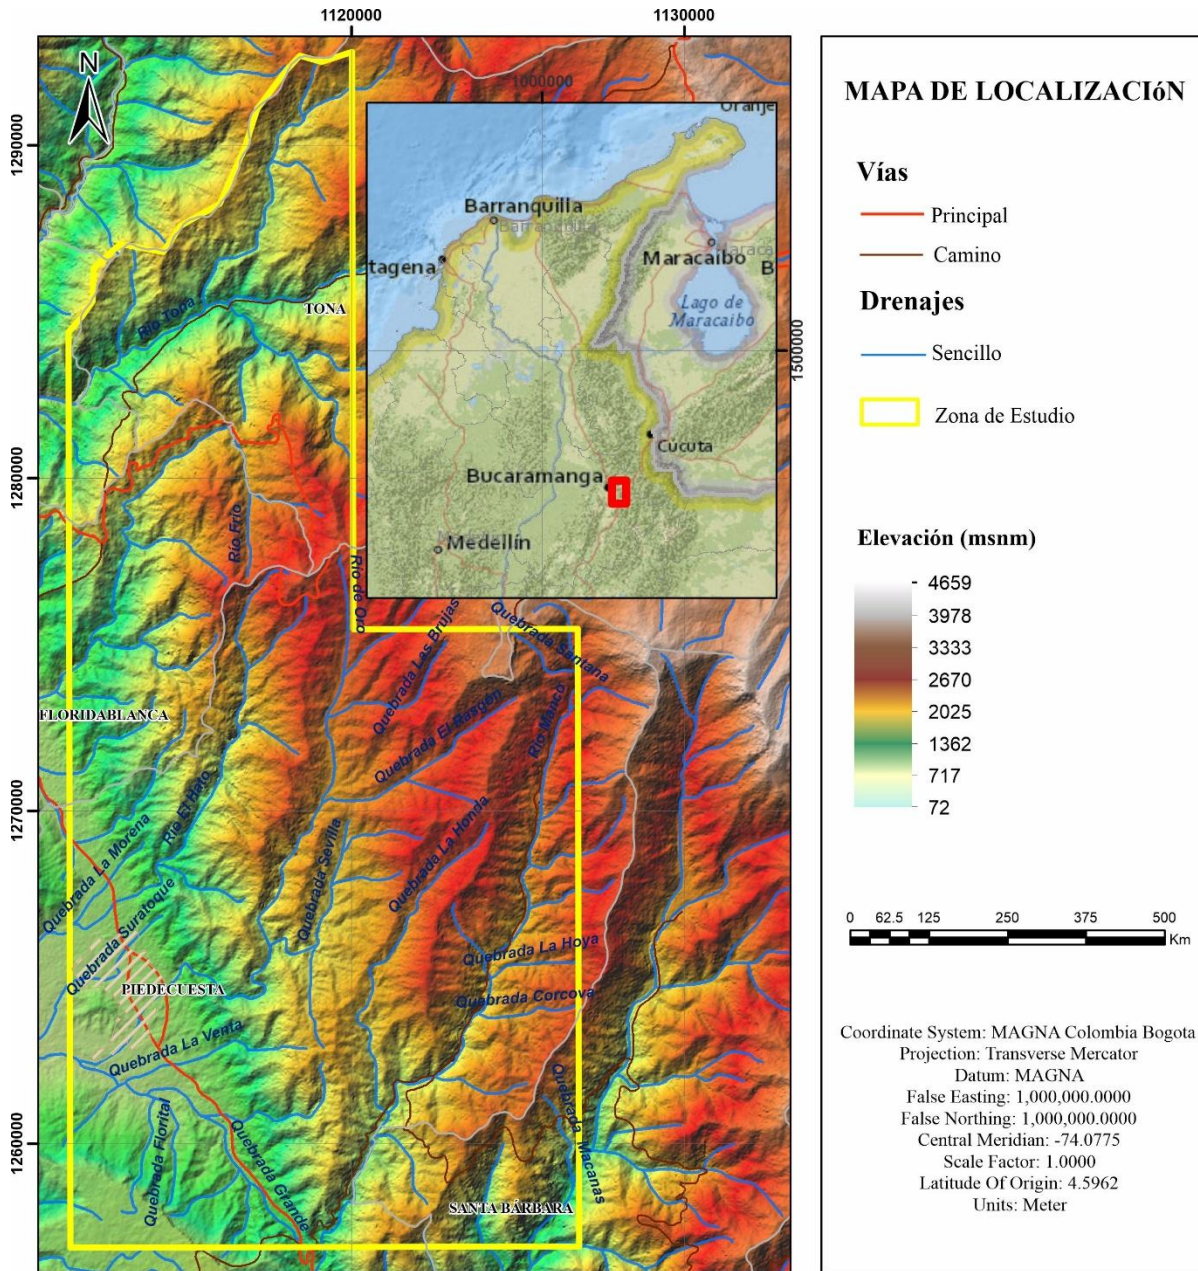 1120000
1130000
N
1290000
1280000
1270000
1260000
1000000
1500000
Oranje
Barranquilla
Barranquilla
rtagena
Maracaibo
Maraca
B
Lago de
Maracaibo
Cúcuta
Bucaramanga
Medellín
Río Tona
TONA
Río Frío
Río de Oro
Quebrada Las Brujas
Quebrada Santana
FLORIDABLANCA
Quebrada El Rasgón
Río Manco
Río El Hato
Quebrada La Morena
Quebrada Sevilla
Quebrada La Honda
Quebrada Suratoque
Quebrada La Hoya
PIEDECUESTA
Quebrada Corcova
Quebrada La Venta
Quebrada Florital
Quebrada Grande
Quebrada Macanas
SANTA BÁRBARA
MAPA DE LOCALIZACIóN
Vías
Principal
Camino
Drenajes
Sencillo
Zona de Estudio
Elevación (msnm)
4659
3978
3333
2670
2025
1362
717
72
0 62.5 125 250 375 500
Km
Coordinate System: MAGNA Colombia Bogota
Projection: Transverse Mercator
Datum: MAGNA
False Easting: 1,000,000.0000
False Northing: 1,000,000.0000
Central Meridian: -74.0775
Scale Factor: 1.0000
Latitude Of Origin: 4.5962
Units: Meter